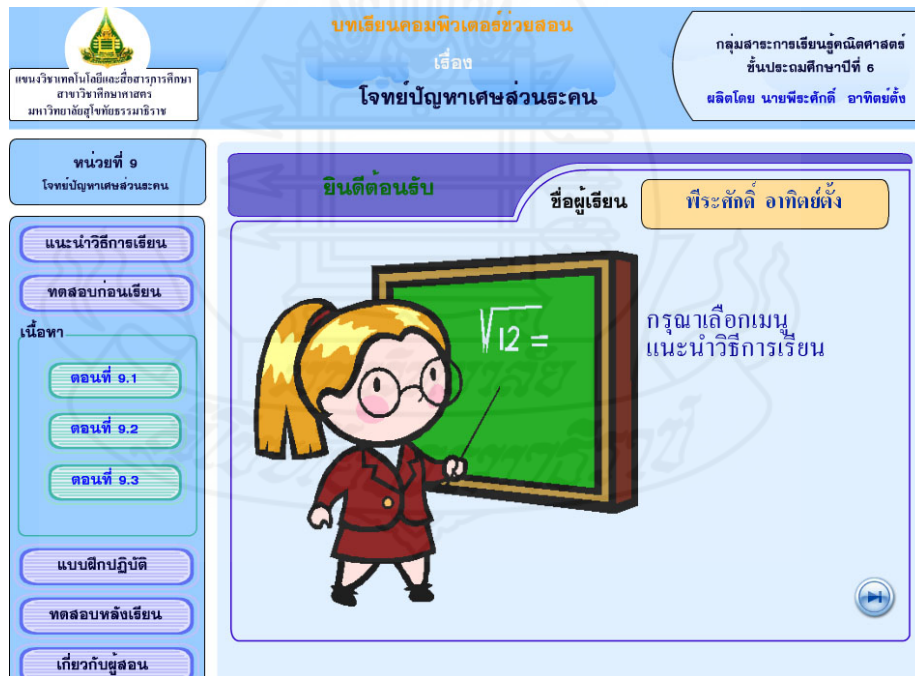 แขนงวิชาเทคโนโลยีและสื่อสารการศึกษา
สาขาวิชาศึกษาศาสตร์
มหาวิทยาลัยสุโขทัยธรรมาธิราช
บทเรียนคอมพิวเตอร์ช่วยสอน
เรื่อง
โจทย์ปัญหาเศษส่วนระคน
กลุ่มสาระการเรียนรู้คณิตศาสตร์
ชั้นประถมศึกษาปีที่ 6
ผลิตโดย นายพีระศักดิ์ อาทิตย์ตั้ง
หน่วยที่ 9
โจทย์ปัญหาเศษส่วนระคน
แนะนำวิธีการเรียน
ทดสอบก่อนเรียน
เนื้อหา
ตอนที่ 9.1
ตอนที่ 9.2
ตอนที่ 9.3
แบบฝึกปฏิบัติ
ทดสอบหลังเรียน
เกี่ยวกับผู้สอน
ยินดีต้อนรับ
ชื่อผู้เรียน
พีระศักดิ์ อาทิตย์ตั้ง
√12 =
กรุณาเลือกเมนู
แนะนำวิธีการเรียน